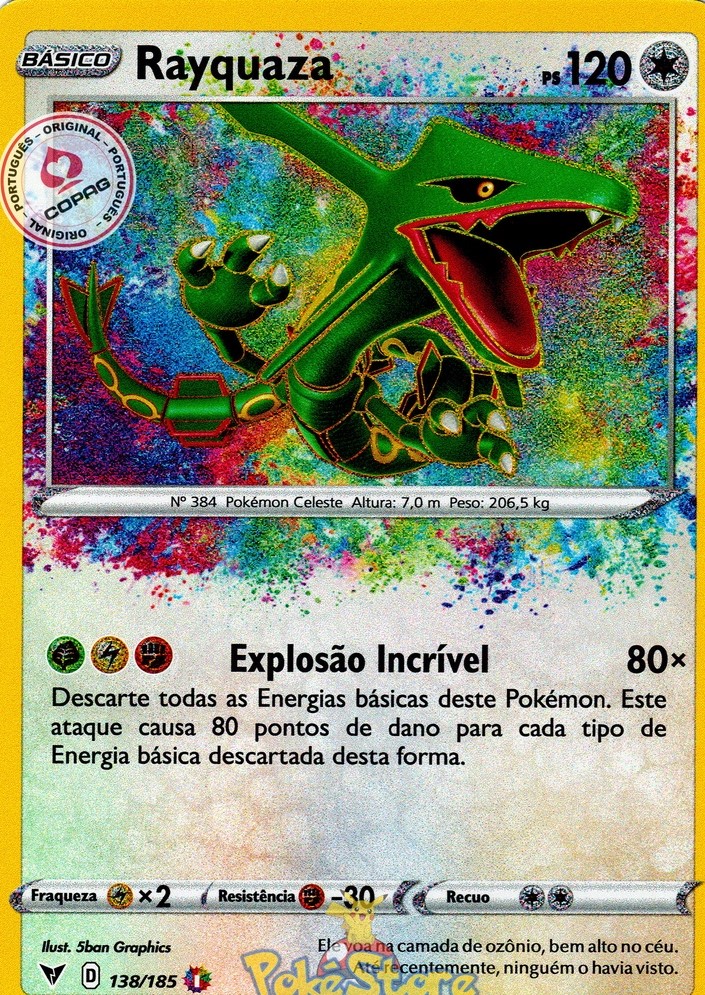 BÁSICO Rayquaza PS 120
PORTUGUÊS - ORIGINAL - PORTUGUÊS - ORIGINAL -
COPAG
Nº 384 Pokémon Celeste Altura: 7,0 m Peso: 206,5 kg
Explosão Incrível 80×
Descarte todas as Energias básicas deste Pokémon. Este
ataque causa 80 pontos de dano para cada tipo de
Energia básica descartada desta forma.
Fraqueza ×2 Resistência -30 Recuo
Ilust. 5ban Graphics
Ele voa na camada de ozônio, bem alto no céu.
Até recentemente, ninguém o havia visto.
D 138/185
PokéStore